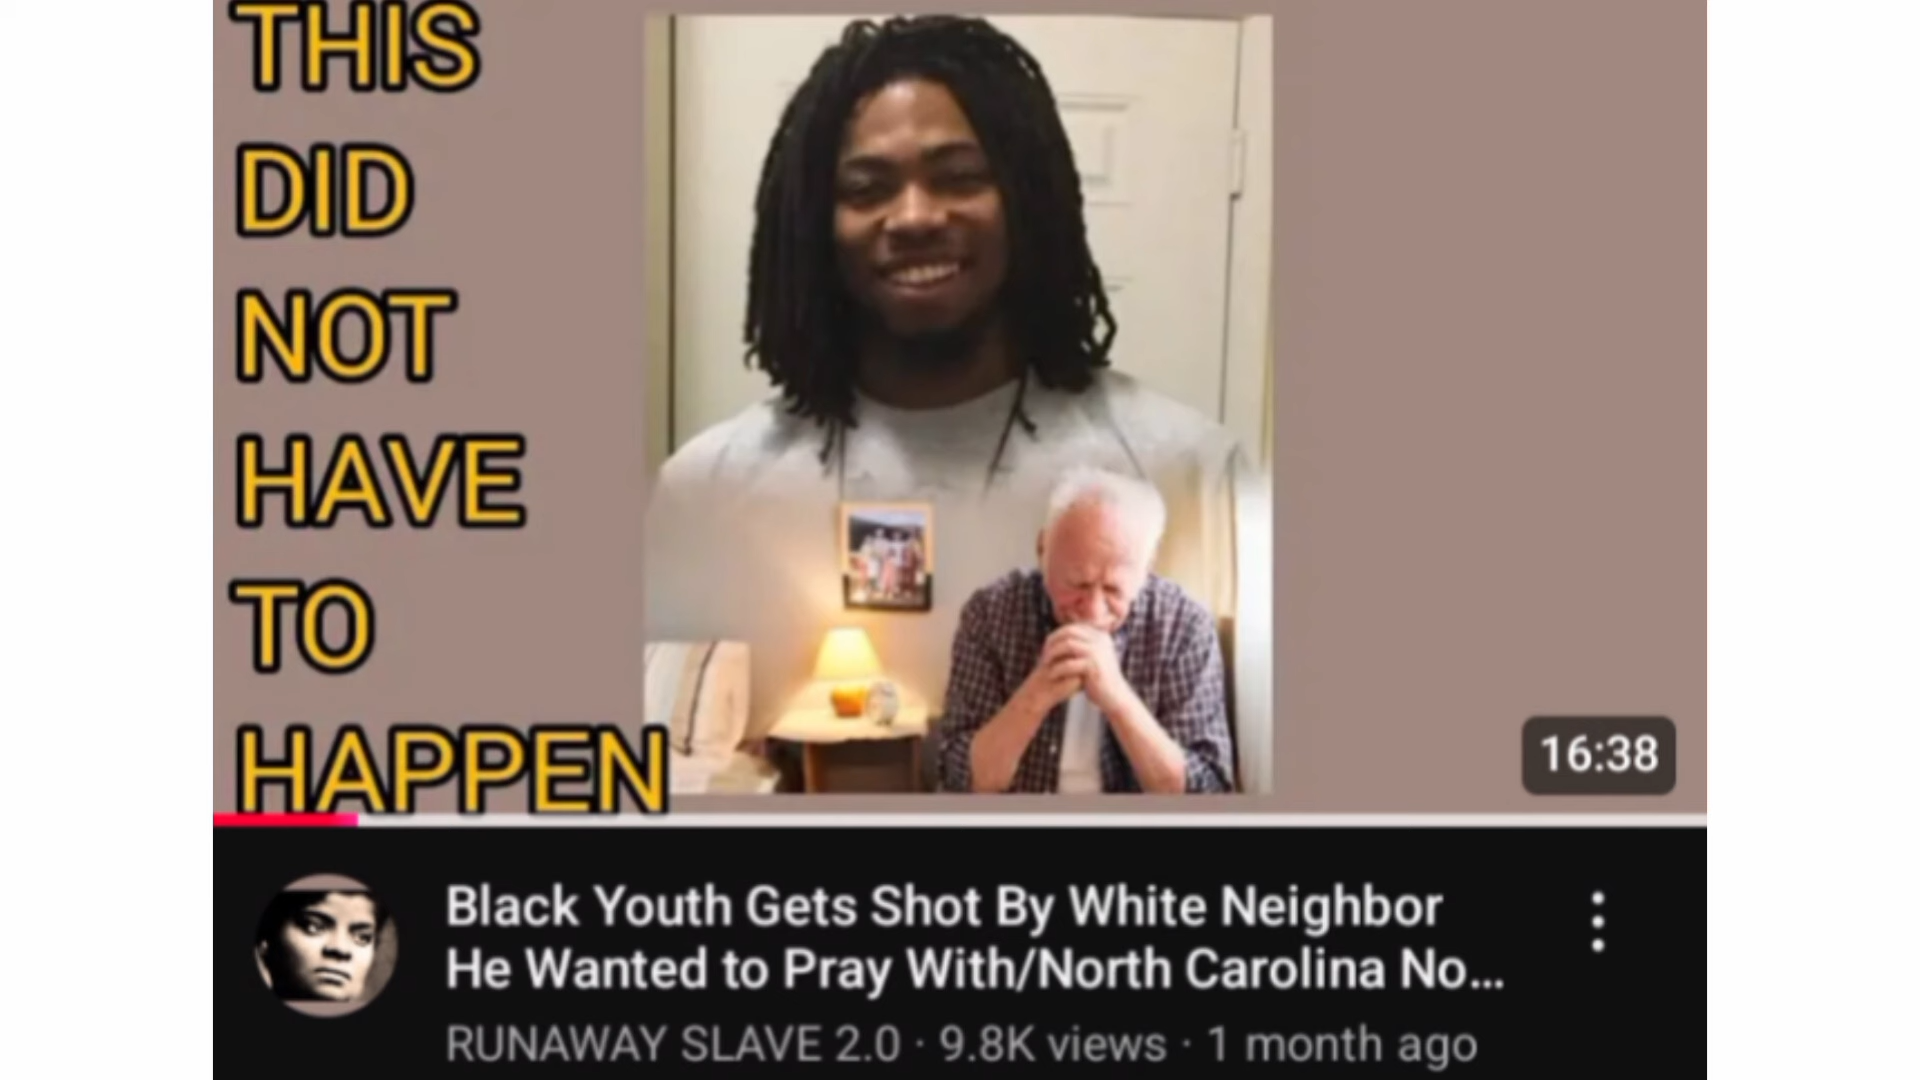 THIS
DID
NOT
HAVE
TO
HAPPEN
16:38
Black Youth Gets Shot By White Neighbor
He Wanted to Pray With/North Carolina No...
RUNAWAY SLAVE 2.0 · 9.8K views · 1 month ago